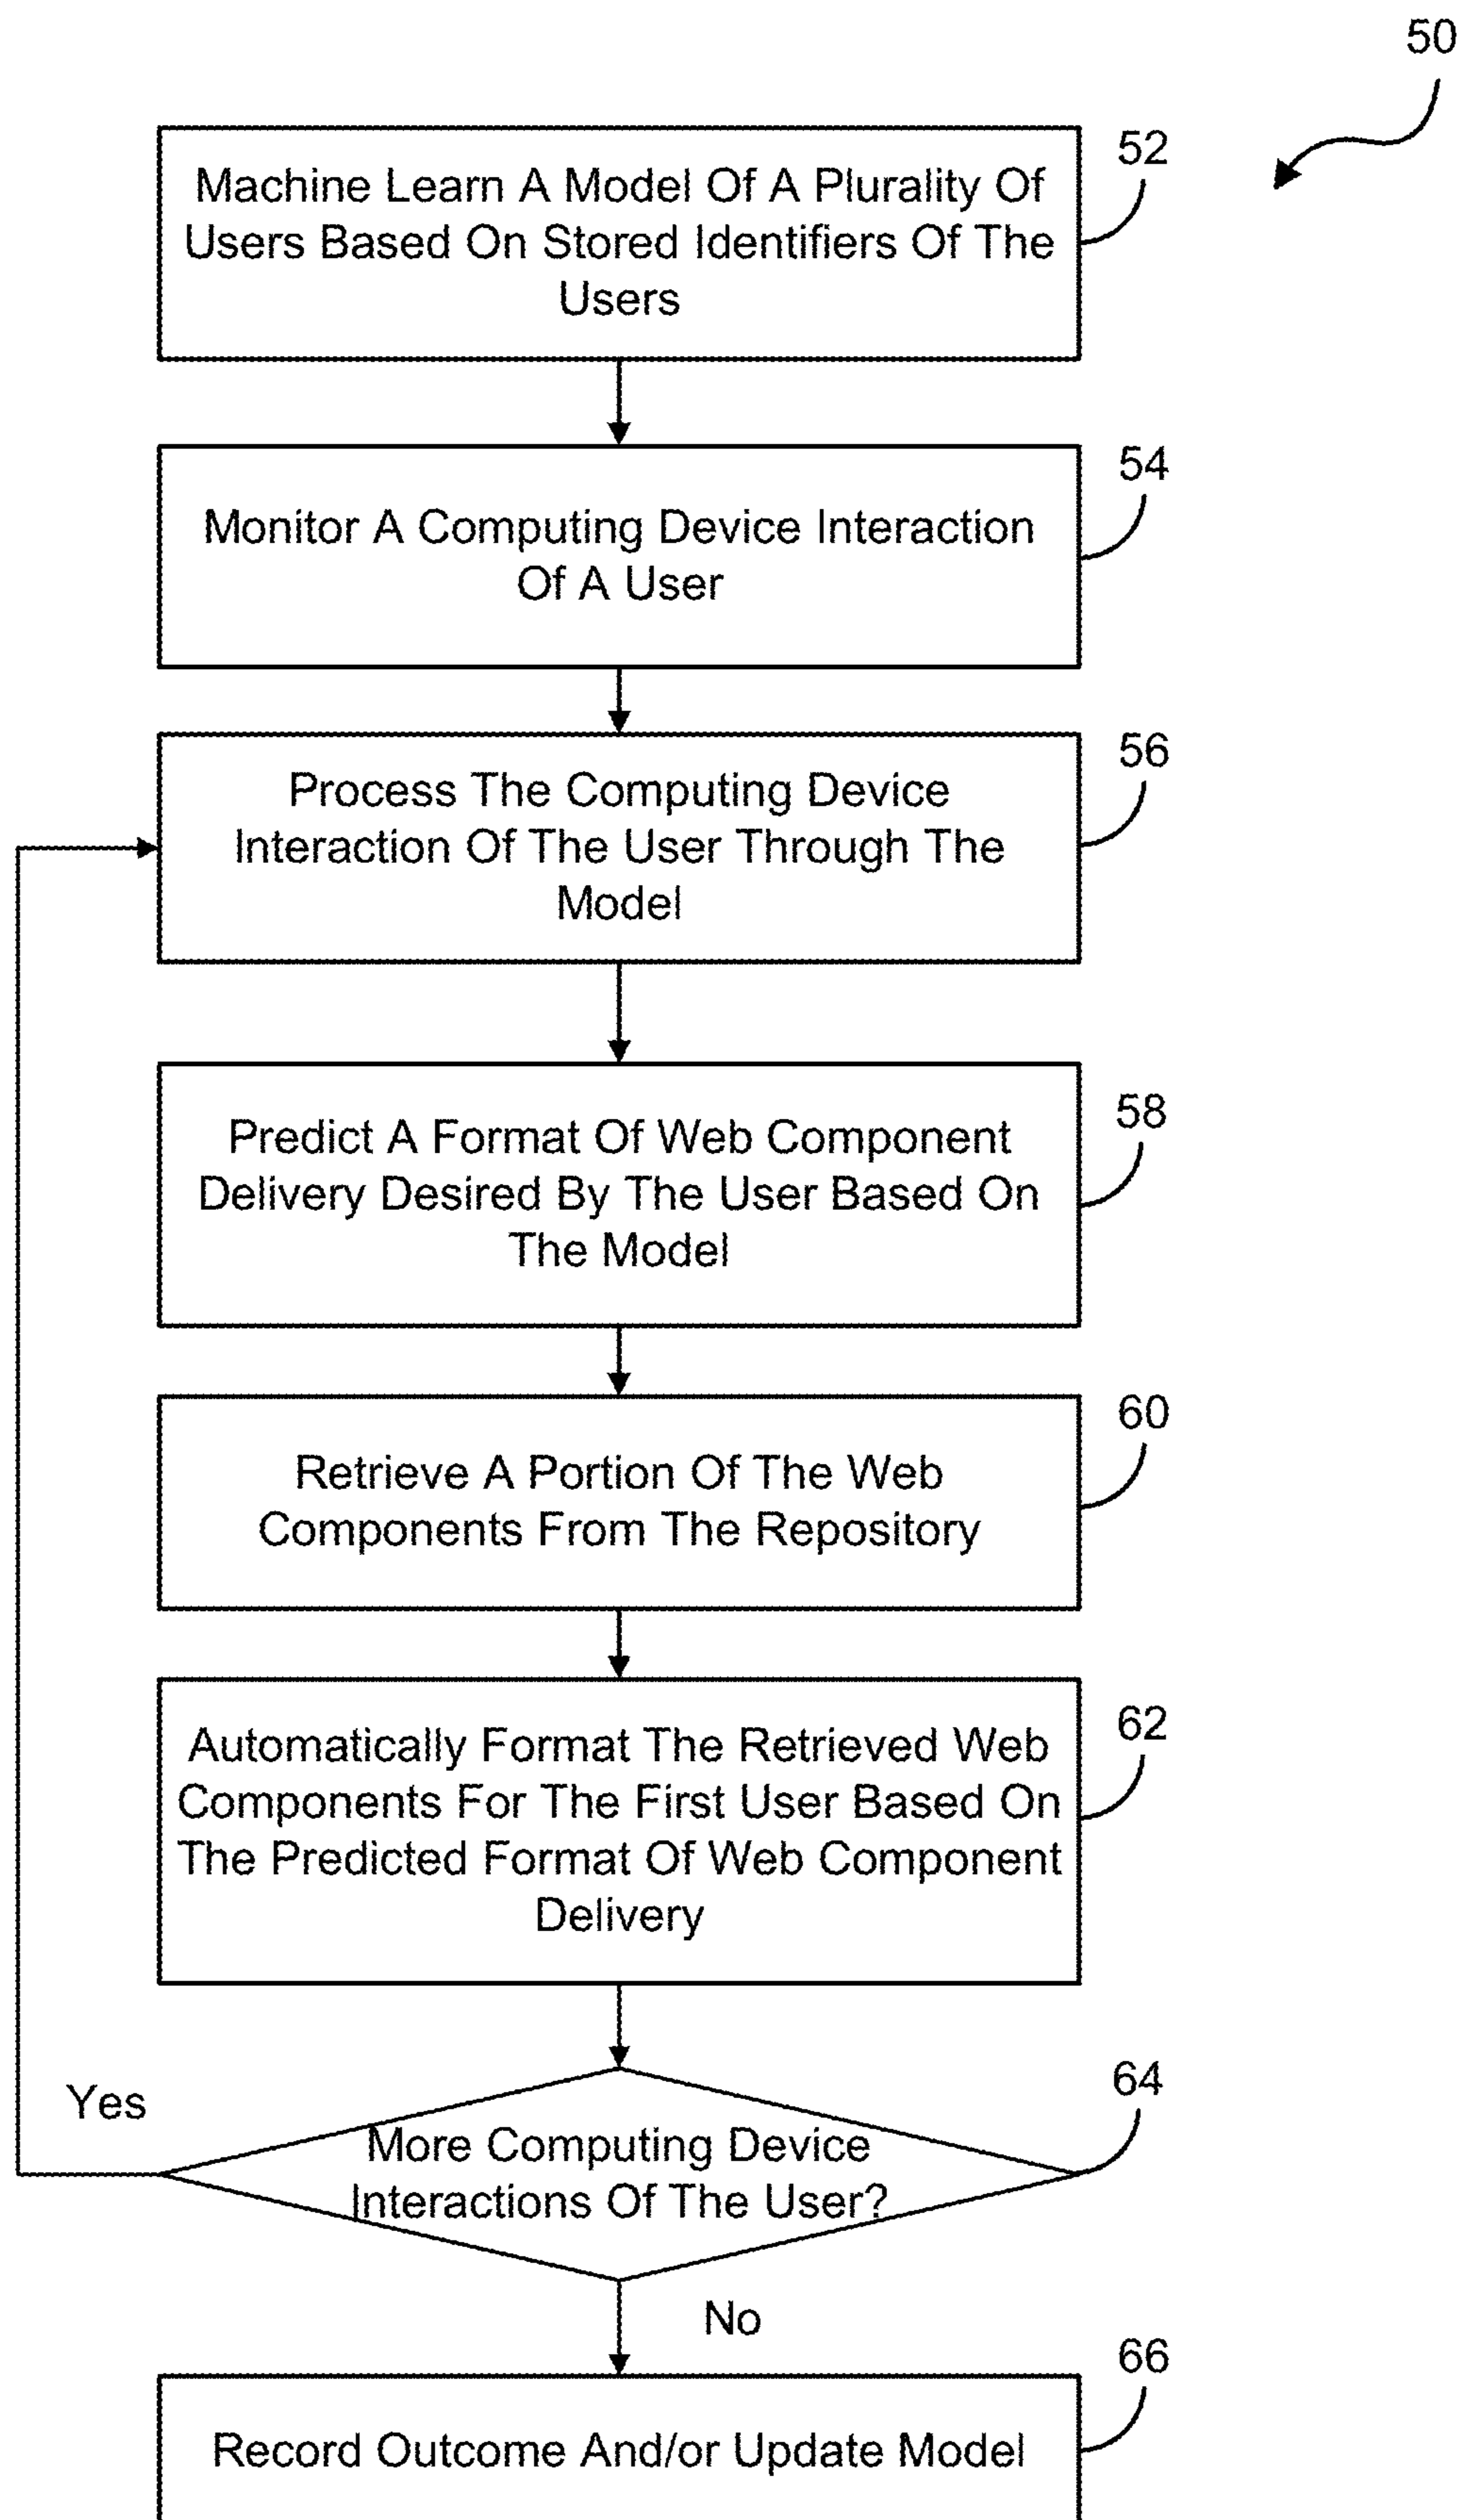 50
52
Machine Learn A Model Of A Plurality Of
Users Based On Stored Identifiers Of The
Users
54
Monitor A Computing Device Interaction
Of A User
56
Process The Computing Device
Interaction Of The User Through The
Model
58
Predict A Format Of Web Component
Delivery Desired By The User Based On
The Model
60
Retrieve A Portion Of The Web
Components From The Repository
62
Automatically Format The Retrieved Web
Components For The First User Based On
The Predicted Format Of Web Component
Delivery
64
Yes
More Computing Device
Interactions Of The User?
No
66
Record Outcome And/or Update Model